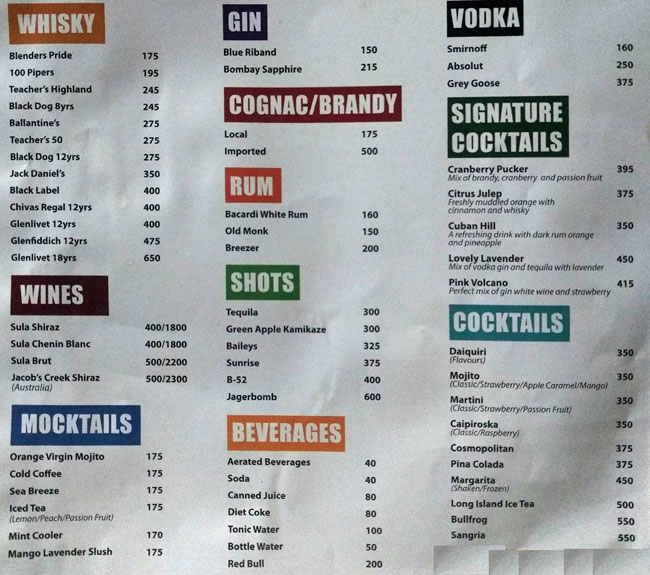 WHISKY
Blenders Pride 175
100 Pipers 195
Teacher's Highland 245
Black Dog 8yrs 245
Ballantine's 275
Teacher's 50 275
Black Dog 12yrs 275
Jack Daniel's 350
Black Label 400
Chivas Regal 12yrs 400
Glenlivet 12yrs 400
Glenfiddich 12yrs 475
Glenlivet 18yrs 650
WINES
Sula Shiraz 400/1800
Sula Chenin Blanc 400/1800
Sula Brut 500/2200
Jacob's Creek Shiraz 500/2300
(Australia)
MOCKTAILS
Orange Virgin Mojito 175
Cold Coffee 175
Sea Breeze 175
Iced Tea 175
(Lemon/Peach/Passion Fruit)
Mint Cooler 170
Mango Lavender Slush 175
GIN
Blue Riband 150
Bombay Sapphire 215
COGNAC/BRANDY
Local 175
Imported 500
RUM
Bacardi White Rum 160
Old Monk 150
Breezer 200
SHOTS
Tequila 300
Green Apple Kamikaze 300
Baileys 325
Sunrise 375
B-52 400
Jagerbomb 600
BEVERAGES
Aerated Beverages 40
Soda 40
Canned Juice 80
Diet Coke 80
Tonic Water 100
Bottle Water 50
Red Bull 200
VODKA
Smirnoff 160
Absolut 250
Grey Goose 375
SIGNATURE
COCKTAILS
Cranberry Pucker 395
Mix of brandy, cranberry and passion fruit
Citrus Julep 375
Freshly muddled orange with
cinnamon and whisky
Cuban Hill 350
A refreshing drink with dark rum orange
and pineapple
Lovely Lavender 450
Mix of vodka gin and tequila with lavender
Pink Volcano 415
Perfect mix of gin white wine and strawberry
COCKTAILS
Daiquiri 350
(Flavours)
Mojito 350
(Classic/Strawberry/Apple Caramel/Mango)
Martini 350
(Classic/Strawberry/Passion Fruit)
Caipiroska 350
(Classic/Raspberry)
Cosmopolitan 375
Pina Colada 375
Margarita 450
(Shaken/Frozen)
Long Island Ice Tea 500
Bullfrog 550
Sangria 550